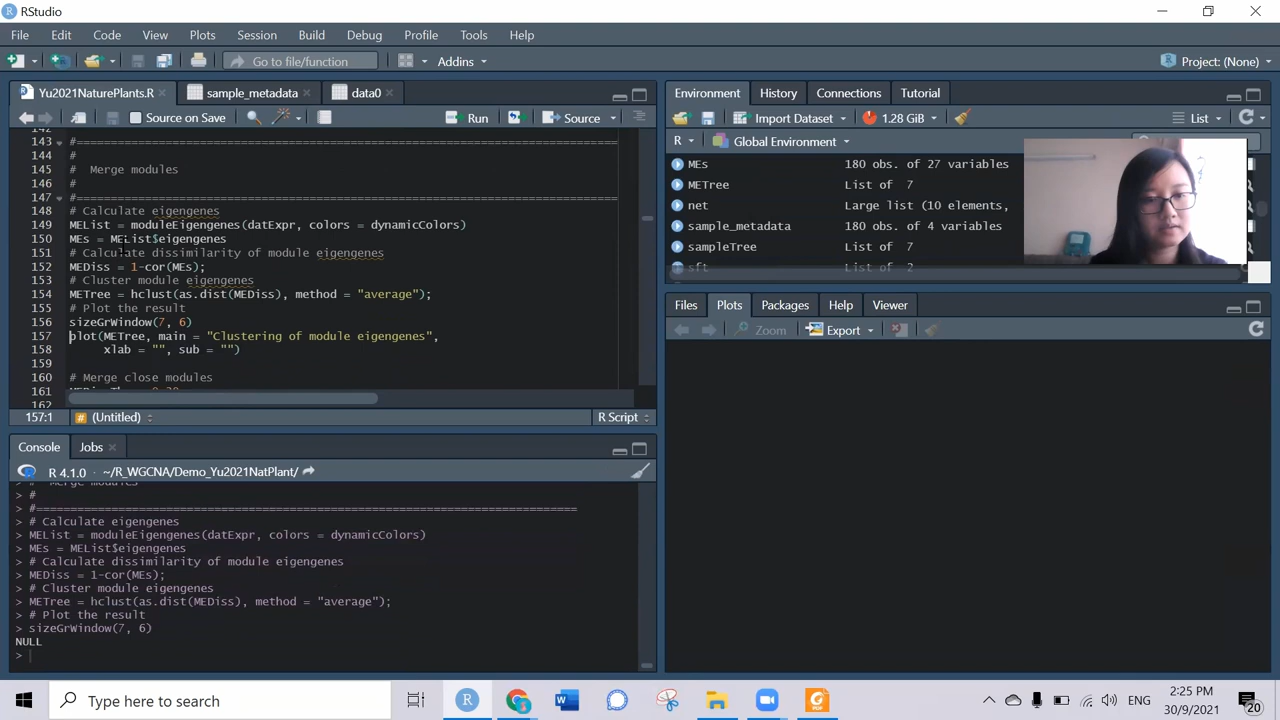 RStudio
File Edit Code View Plots Session Build Debug Profile Tools Help
Go to file/function Addins Project: (None)
Yu2021NaturePlants.R sample_metadata data0
Source on Save Run Source
142
143 #=====================================================================================
144 #
145 #  Merge modules
146 #
147 #=====================================================================================
148 # Calculate eigengenes
149 MEList = moduleEigengenes(datExpr, colors = dynamicColors)
150 MEs = MEList$eigengenes
151 # Calculate dissimilarity of module eigengenes
152 MEDiss = 1-cor(MEs);
153 # Cluster module eigengenes
154 METree = hclust(as.dist(MEDiss), method = "average");
155 # Plot the result
156 sizeGrWindow(7, 6)
157 plot(METree, main = "Clustering of module eigengenes",
158 xlab = "", sub = "")
159
160 # Merge close modules
161
162
157:1 # (Untitled) R Script
Console Jobs
R 4.1.0 · ~/R_WGCNA/Demo_Yu2021NatPlant/
> #  Merge modules
> #
> #=====================================================================================
> # Calculate eigengenes
> MEList = moduleEigengenes(datExpr, colors = dynamicColors)
> MEs = MEList$eigengenes
> # Calculate dissimilarity of module eigengenes
> MEDiss = 1-cor(MEs);
> # Cluster module eigengenes
> METree = hclust(as.dist(MEDiss), method = "average");
> # Plot the result
> sizeGrWindow(7, 6)
NULL
>
Environment History Connections Tutorial
Import Dataset 1.28 GiB List
R Global Environment
MEs 180 obs. of 27 variables
METree List of 7
net Large list (10 elements,
sample_metadata 180 obs. of 4 variables
sampleTree List of 7
sft List of 2
Files Plots Packages Help Viewer
Zoom Export
Type here to search
ENG
2:25 PM
30/9/2021
20